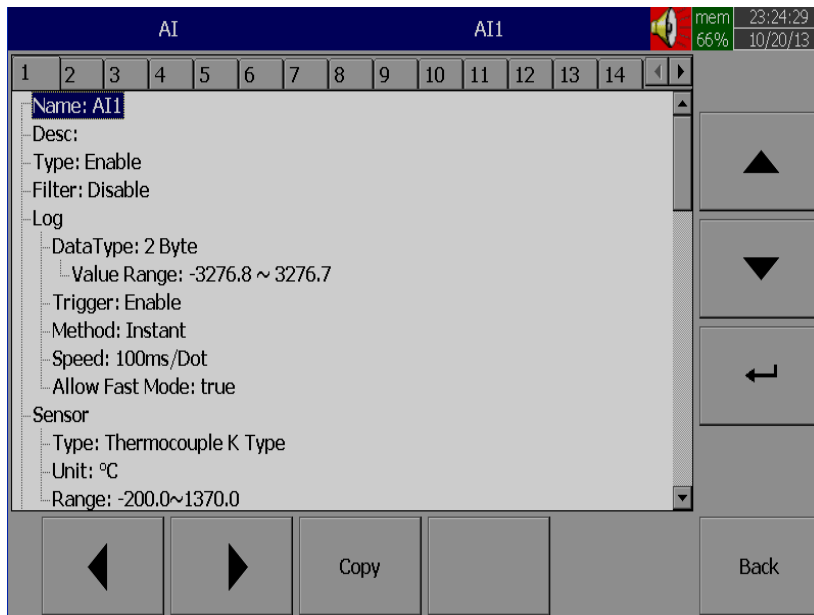 AI AI1 mem 23:24:29
66% 10/20/13
1 2 3 4 5 6 7 8 9 10 11 12 13 14
Name: AI1
Desc:
Type: Enable
Filter: Disable
Log
DataType: 2 Byte
Value Range: -3276.8 ~ 3276.7
Trigger: Enable
Method: Instant
Speed: 100ms/Dot
Allow Fast Mode: true
Sensor
Type: Thermocouple K Type
Unit: °C
Range: -200.0~1370.0
Copy Back